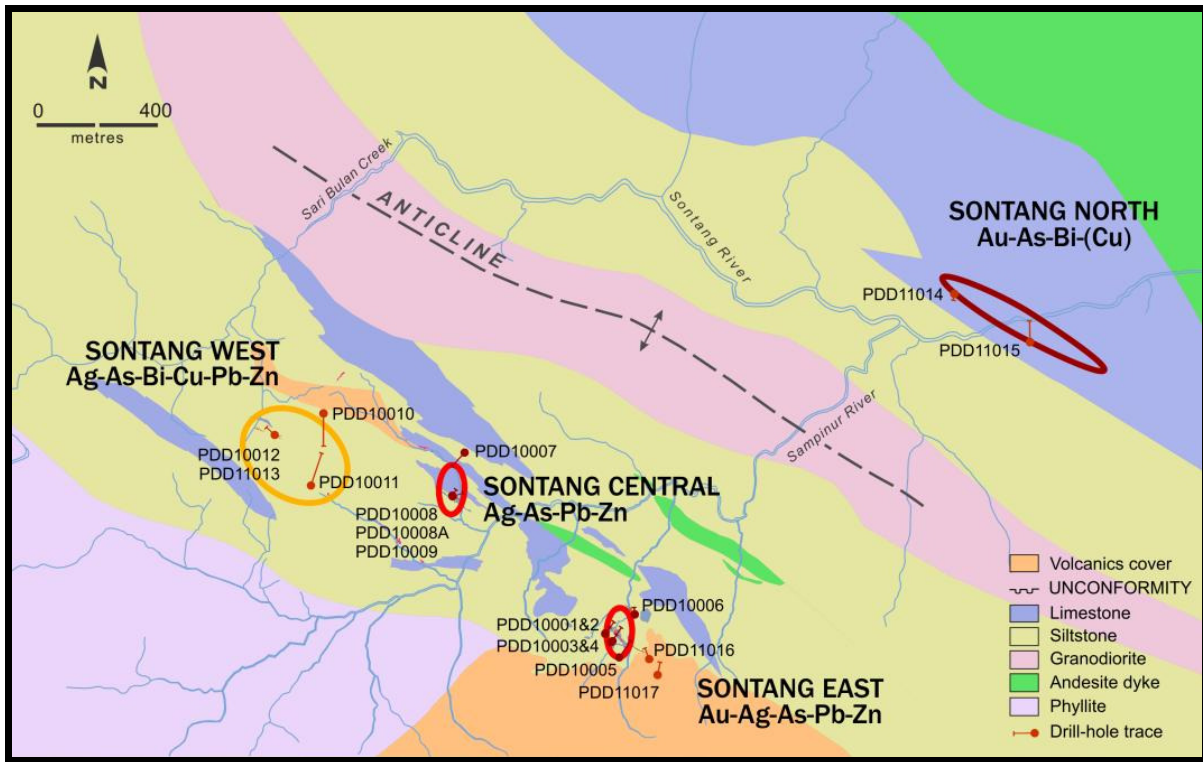 N
0 400
metres
Sari Bulan Creek
ANTICLINE
Sontang River
SONTANG NORTH
Au-As-Bi-(Cu)
PDD11014
PDD11015
SONTANG WEST
Ag-As-Bi-Cu-Pb-Zn
PDD10010
PDD10012
PDD11013
PDD10011
PDD10007
SONTANG CENTRAL
Ag-As-Pb-Zn
PDD10008
PDD10008A
PDD10009
Sampinur River
PDD10006
PDD10001&2
PDD10003&4
PDD10005
PDD11016
PDD11017
SONTANG EAST
Au-Ag-As-Pb-Zn
Volcanics cover
UNCONFORMITY
Limestone
Siltstone
Granodiorite
Andesite dyke
Phyllite
Drill-hole trace